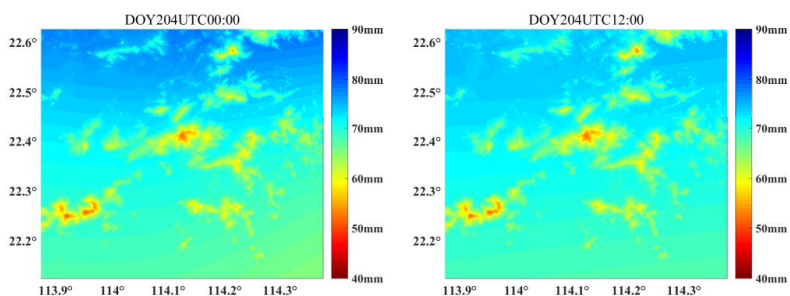 DOY204UTC00:00
22.6°
22.5°
22.4°
22.3°
22.2°
113.9° 114° 114.1° 114.2° 114.3°
90mm
80mm
70mm
60mm
50mm
40mm
DOY204UTC12:00
22.6°
22.5°
22.4°
22.3°
22.2°
113.9° 114° 114.1° 114.2° 114.3°
90mm
80mm
70mm
60mm
50mm
40mm